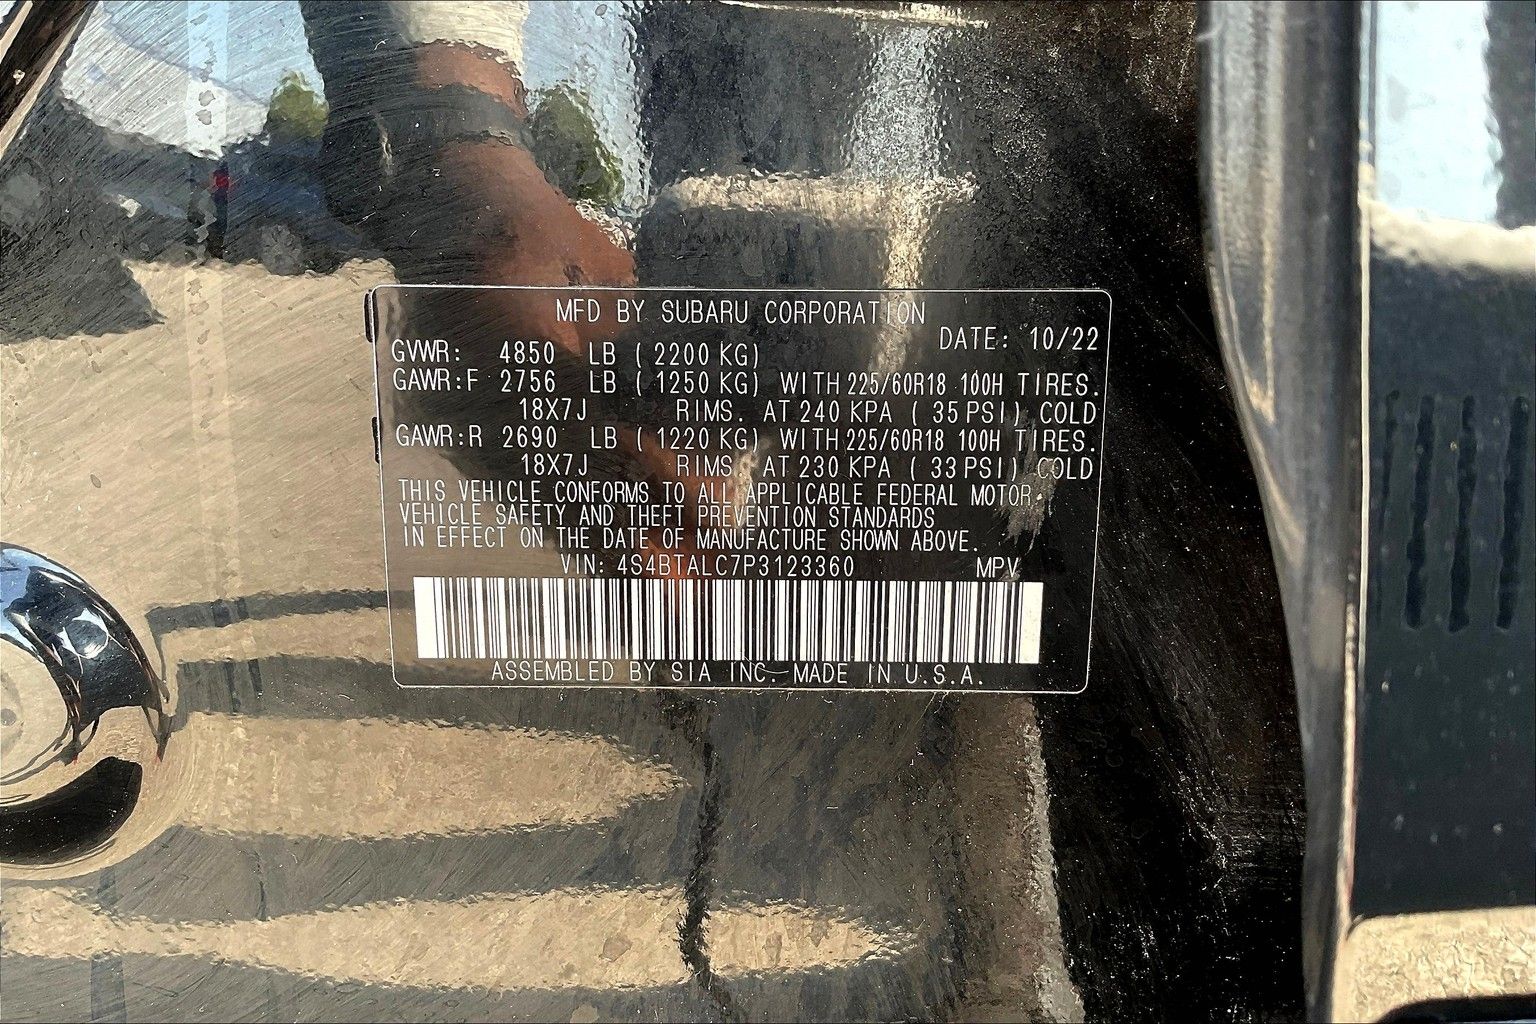 MFD BY SUBARU CORPORATION
DATE: 10/22
GVWR: 4850 LB ( 2200 KG)
GAWR:F 2756 LB ( 1250 KG) WITH 225/60R18 100H TIRES.
18X7J RIMS. AT 240 KPA ( 35 PSI) COLD
GAWR:R 2690 LB ( 1220 KG) WITH 225/60R18 100H TIRES.
18X7J RIMS. AT 230 KPA ( 33 PSI) COLD
THIS VEHICLE CONFORMS TO ALL APPLICABLE FEDERAL MOTOR
VEHICLE SAFETY AND THEFT PREVENTION STANDARDS
IN EFFECT ON THE DATE OF MANUFACTURE SHOWN ABOVE.
VIN: 4S4BTALC7P3123360 MPV
ASSEMBLED BY SIA INC. MADE IN U.S.A.